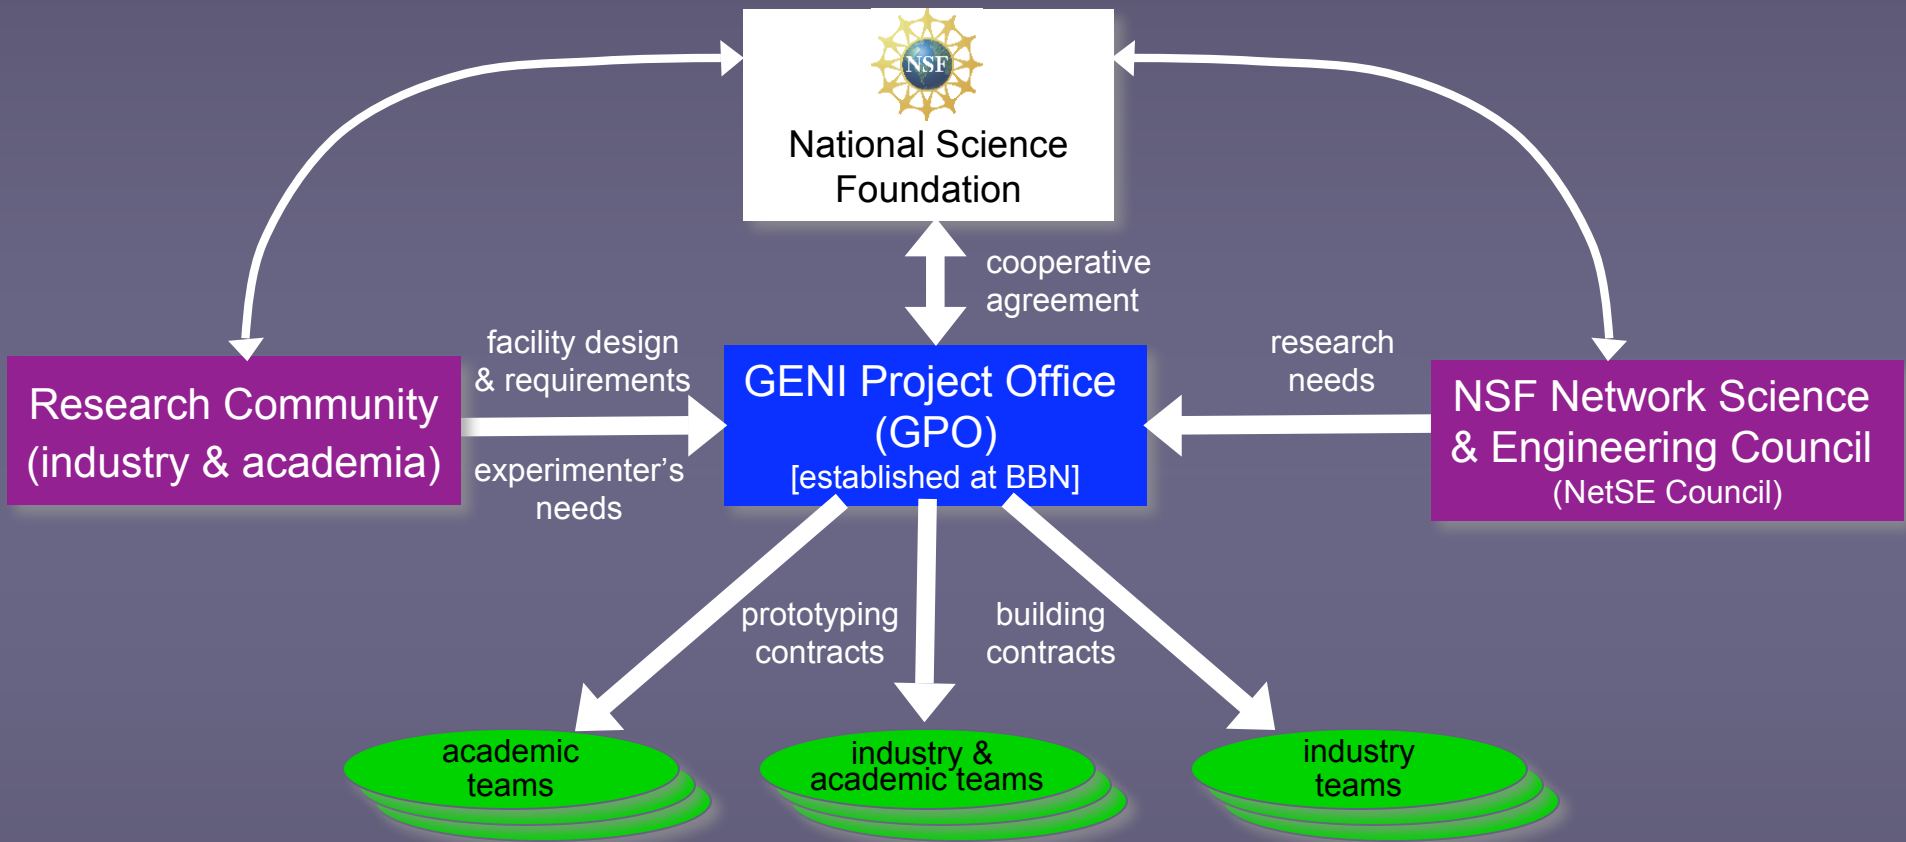 NSF
National Science
Foundation
cooperative
agreement
facility design
& requirements
research
needs
Research Community
(industry & academia)
GENI Project Office
(GPO)
[established at BBN]
NSF Network Science
& Engineering Council
(NetSE Council)
experimenter's
needs
prototyping
contracts
building
contracts
academic
teams
industry &
academic teams
industry
teams